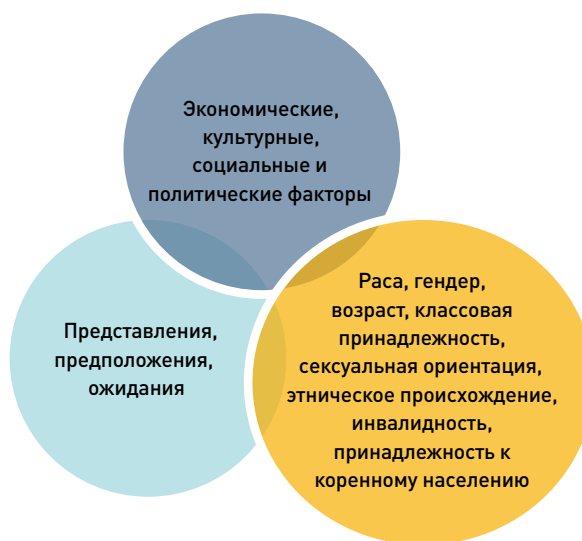 Экономические,
культурные,
социальные и
политические факторы
Представления,
предположения,
ожидания
Раса, гендер,
возраст, классовая
принадлежность,
сексуальная ориентация,
этническое происхождение,
инвалидность,
принадлежность к
коренному населению